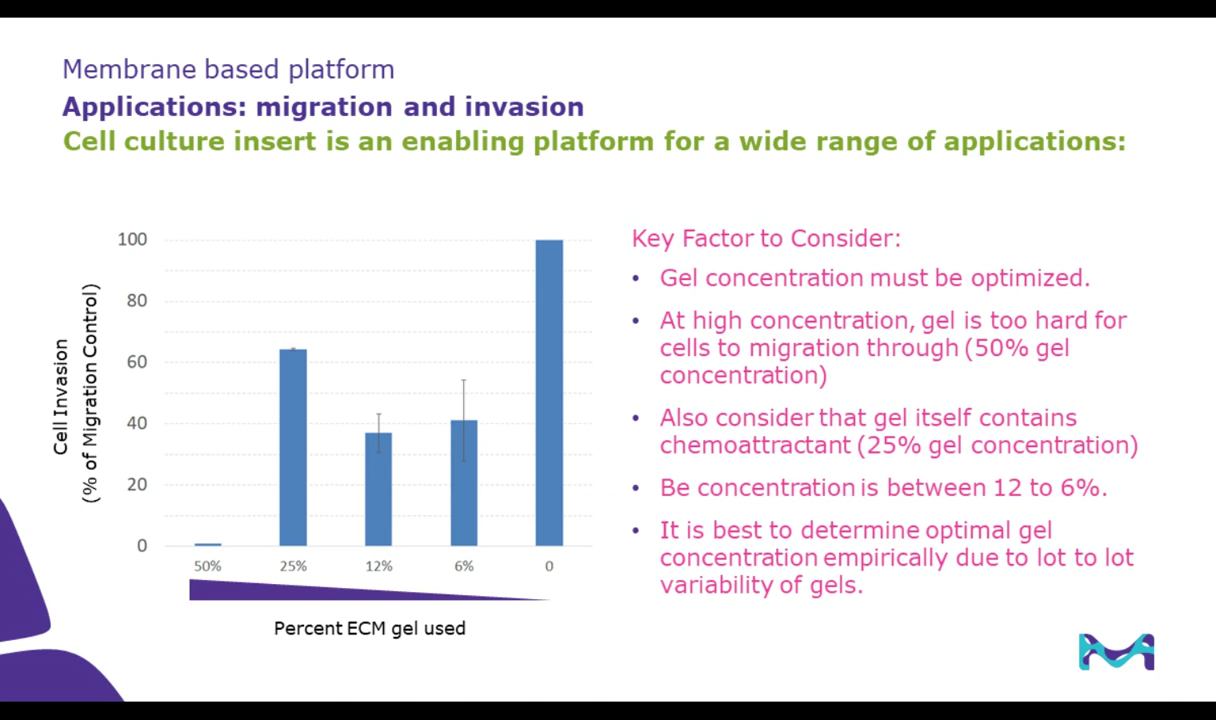 Membrane based platform
Applications: migration and invasion
Cell culture insert is an enabling platform for a wide range of applications:
Cell Invasion
(% of Migration Control)
100
80
60
40
20
0
50% 25% 12% 6% 0
Percent ECM gel used
Key Factor to Consider:
• Gel concentration must be optimized.
• At high concentration, gel is too hard for
cells to migration through (50% gel
concentration)
• Also consider that gel itself contains
chemoattractant (25% gel concentration)
• Be concentration is between 12 to 6%.
• It is best to determine optimal gel
concentration empirically due to lot to lot
variability of gels.
M